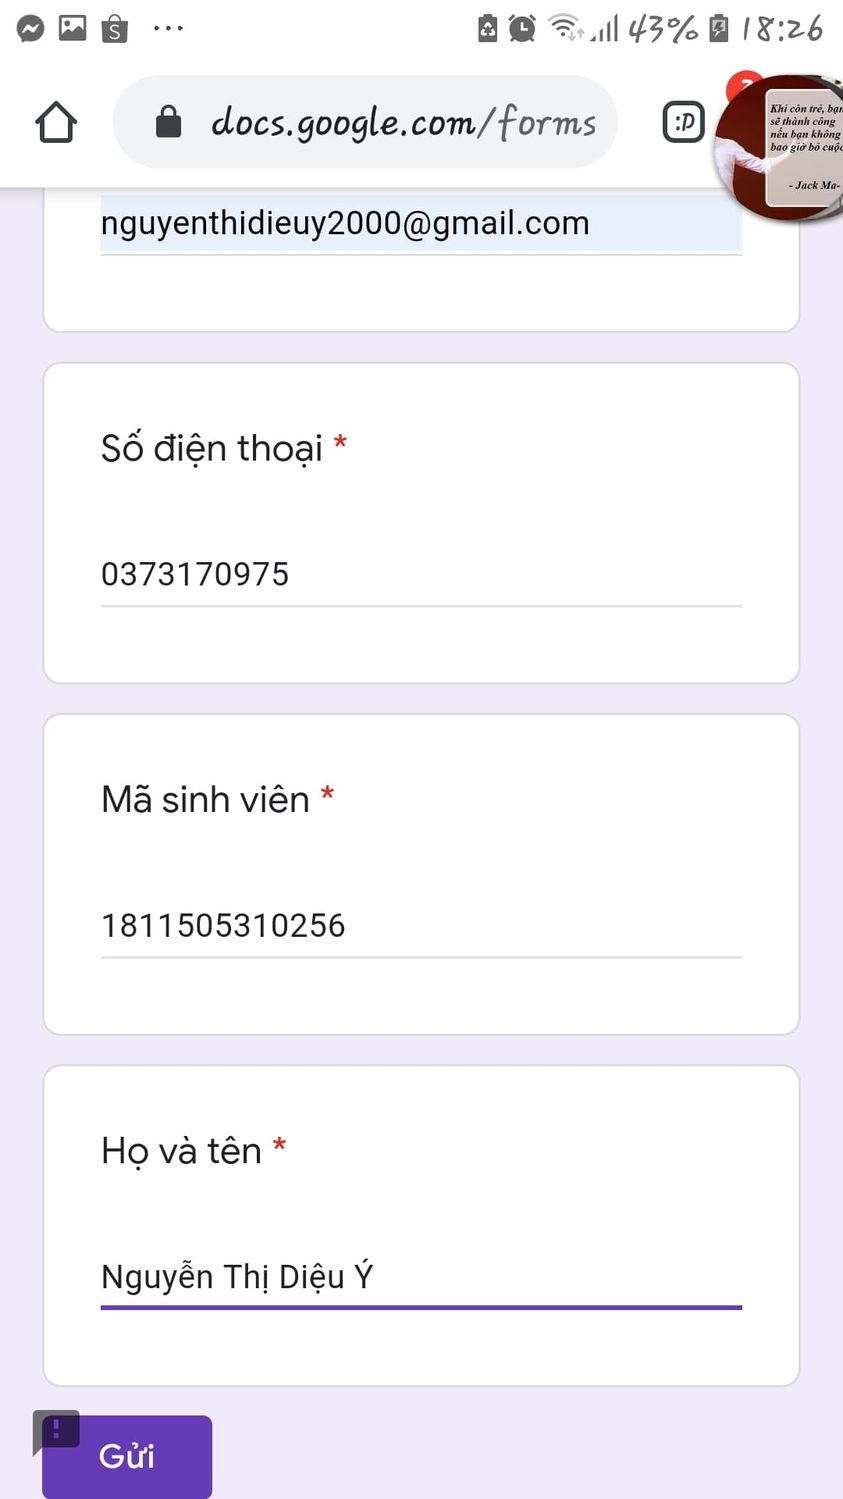 43% 18:26
docs.google.com/forms
:D
Khi còn trẻ, bạn
sẽ thành công
nếu bạn không
bao giờ bỏ cuộc
- Jack Ma-
nguyenthidieuy2000@gmail.com
Số điện thoại *
0373170975
Mã sinh viên *
1811505310256
Họ và tên *
Nguyễn Thị Diệu Ý
Gửi